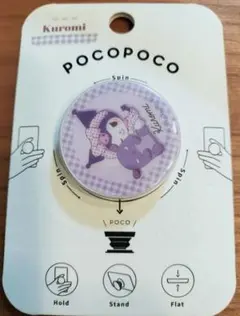 Kuromi
POCOPOCO
Spin
Kuromi
Spin
Spin
POCO
Hold
Stand
Flat